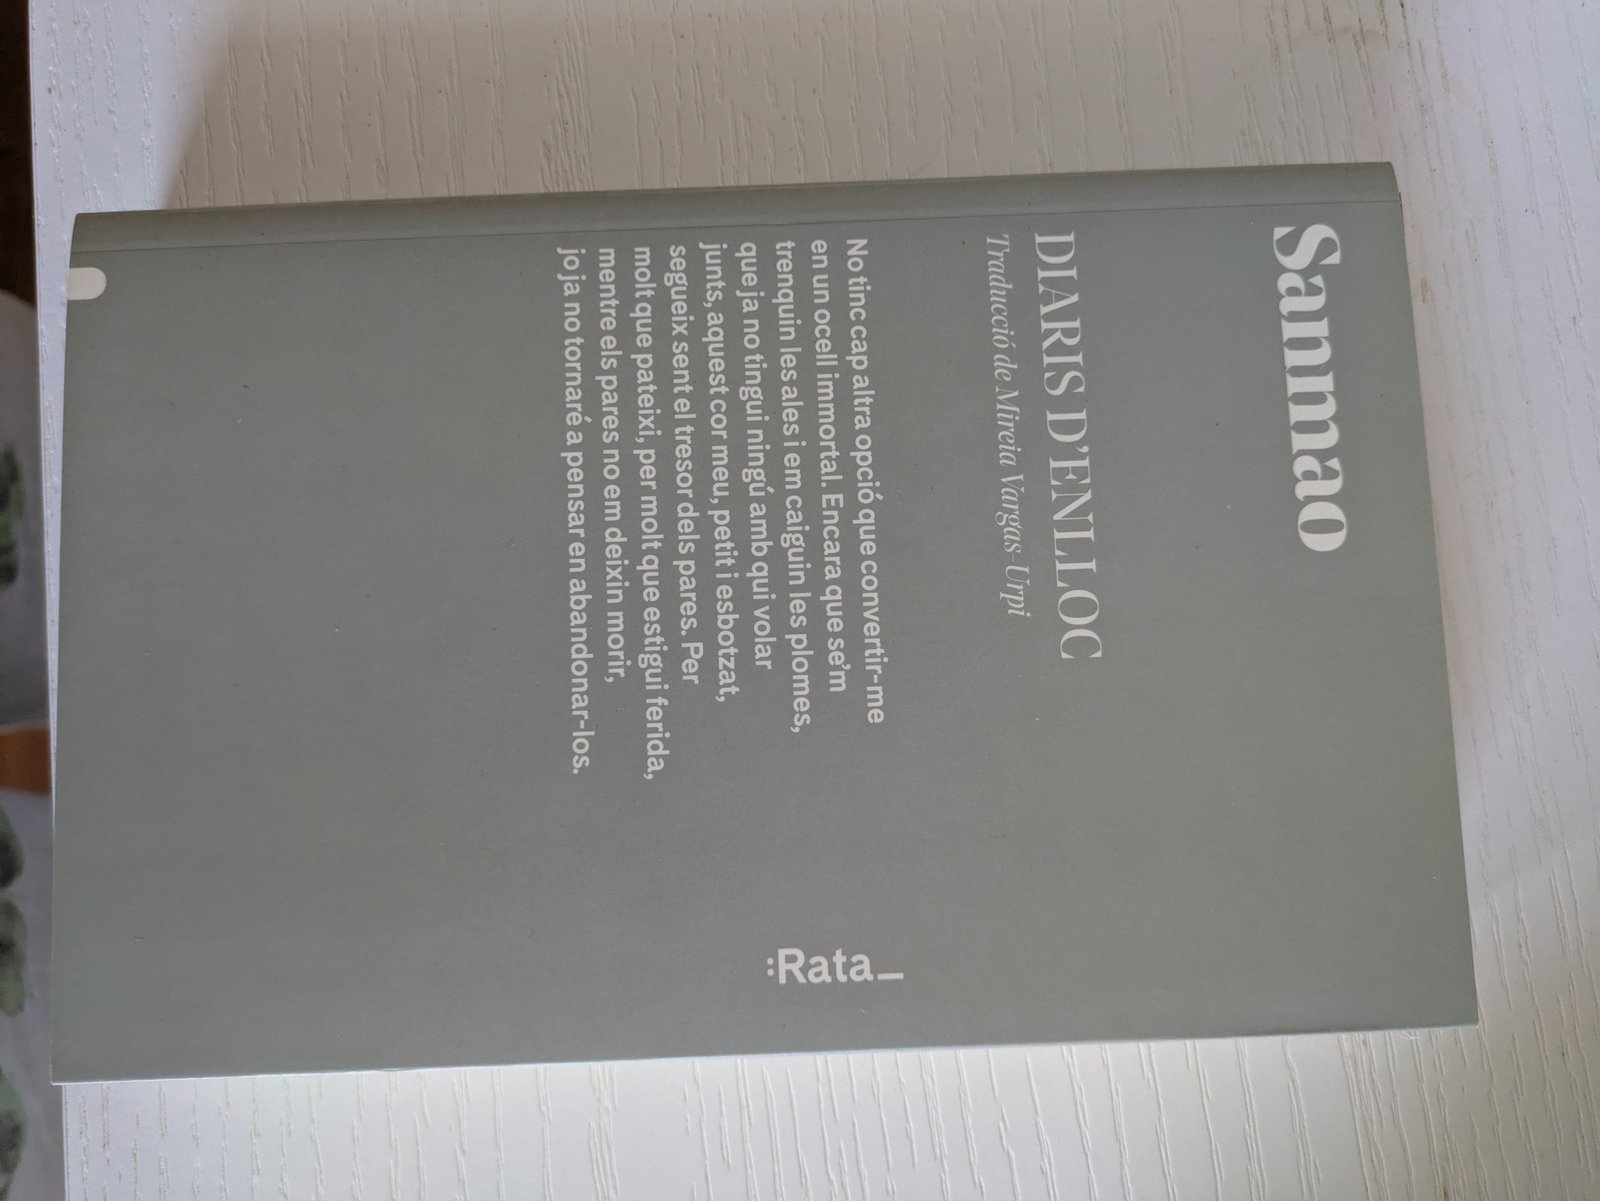 Sanmao
DIARIS D'ENLLOC
Traducció de Mireia Vargas-Urpi
No tinc cap altra opció que convertir-me
en un ocell immortal. Encara que se'm
trenquin les ales i em caiguin les plomes,
que ja no tingui ningú amb qui volar
junts, aquest cor meu, petit i esbotzat,
segueix sent el tresor dels pares. Per
molt que pateixi, per molt que estigui ferida,
mentre els pares no em deixin morir,
jo ja no tornaré a pensar en abandonar-los.
:Rata_